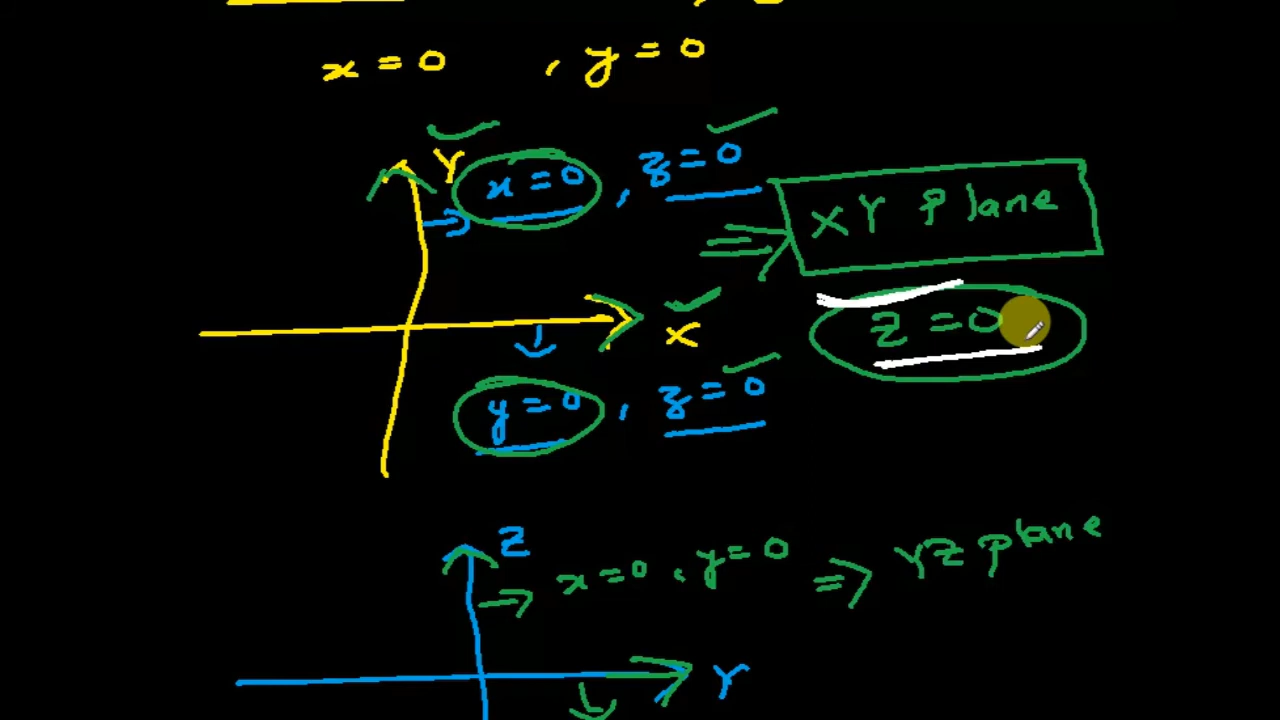 x = 0 , y = 0
Y x = 0 , z = 0
XY Plane
X z = 0
y = 0 , z = 0
Z
x = 0 , y = 0 ⇒ YZ plane
Y